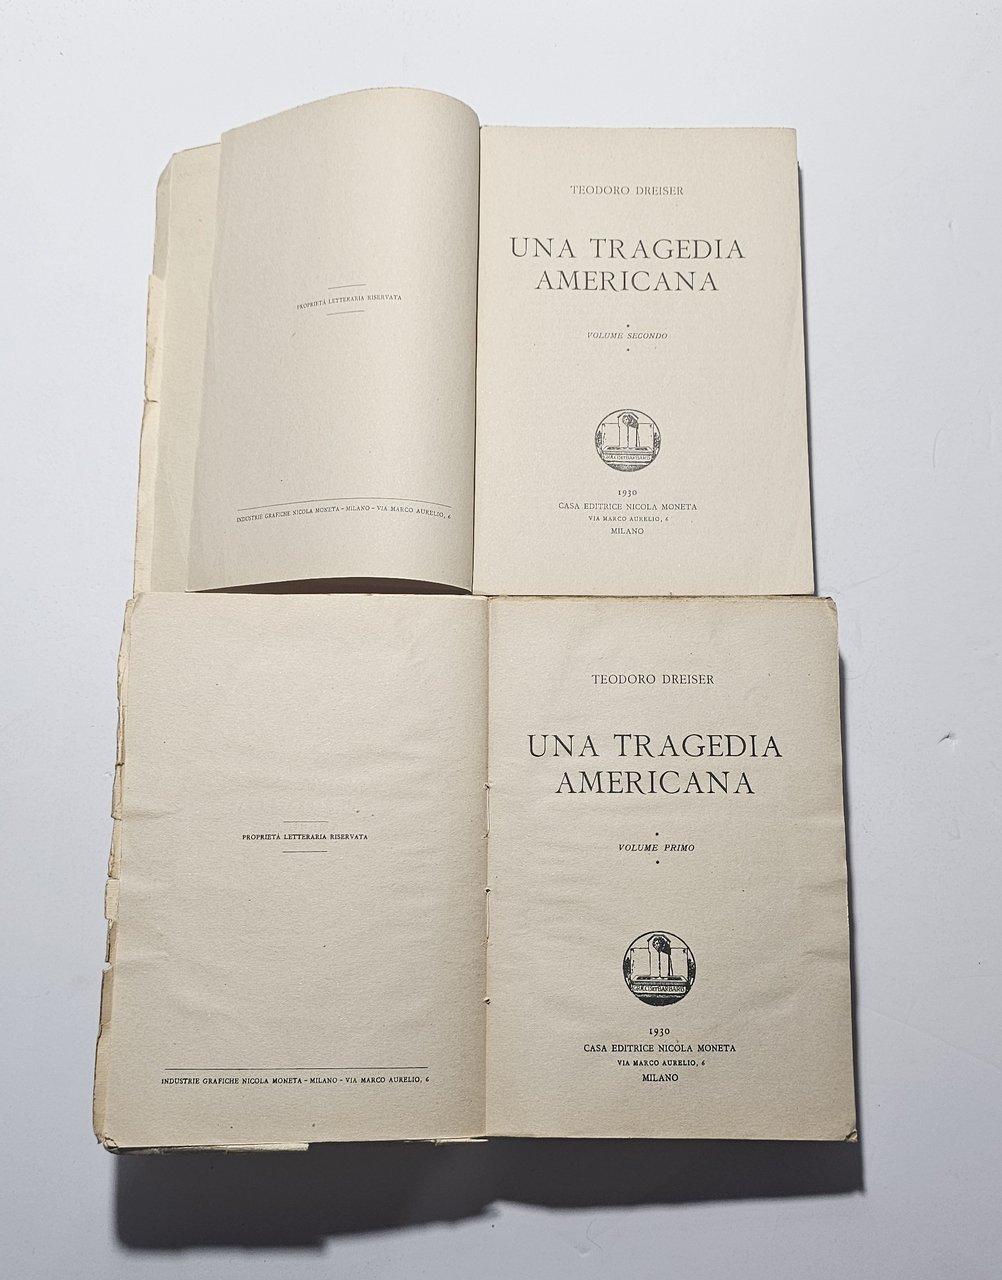 PROPRIETÀ LETTERARIA RISERVATA
INDUSTRIE GRAFICHE NICOLA MONETA - MILANO - VIA MARCO AURELIO, 6
TEODORO DREISER
UNA TRAGEDIA
AMERICANA
VOLUME SECONDO
1930
CASA EDITRICE NICOLA MONETA
VIA MARCO AURELIO, 6
MILANO
PROPRIETÀ LETTERARIA RISERVATA
INDUSTRIE GRAFICHE NICOLA MONETA - MILANO - VIA MARCO AURELIO, 6
TEODORO DREISER
UNA TRAGEDIA
AMERICANA
VOLUME PRIMO
1930
CASA EDITRICE NICOLA MONETA
VIA MARCO AURELIO, 6
MILANO